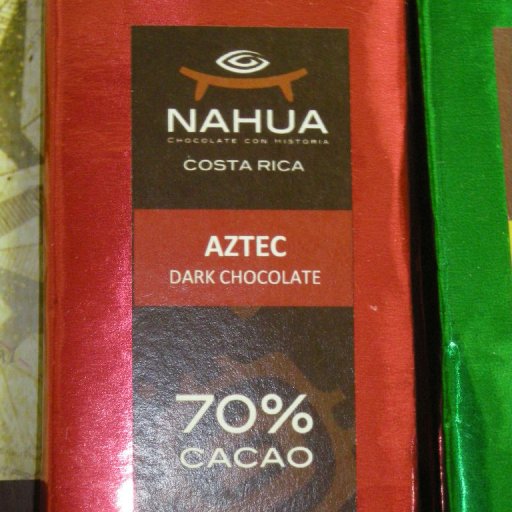 NAHUA
CHOCOLATE CON HISTORIA
COSTA RICA
AZTEC
DARK CHOCOLATE
70%
CACAO